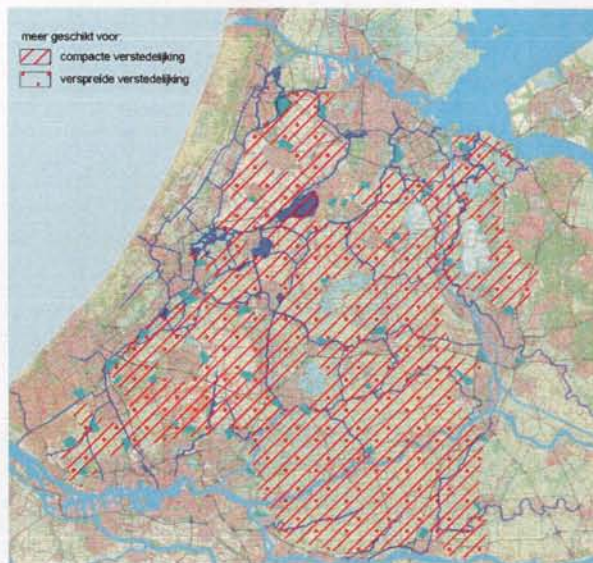 meer geschikt voor:
compacte verstedelijking
verspreide verstedelijking